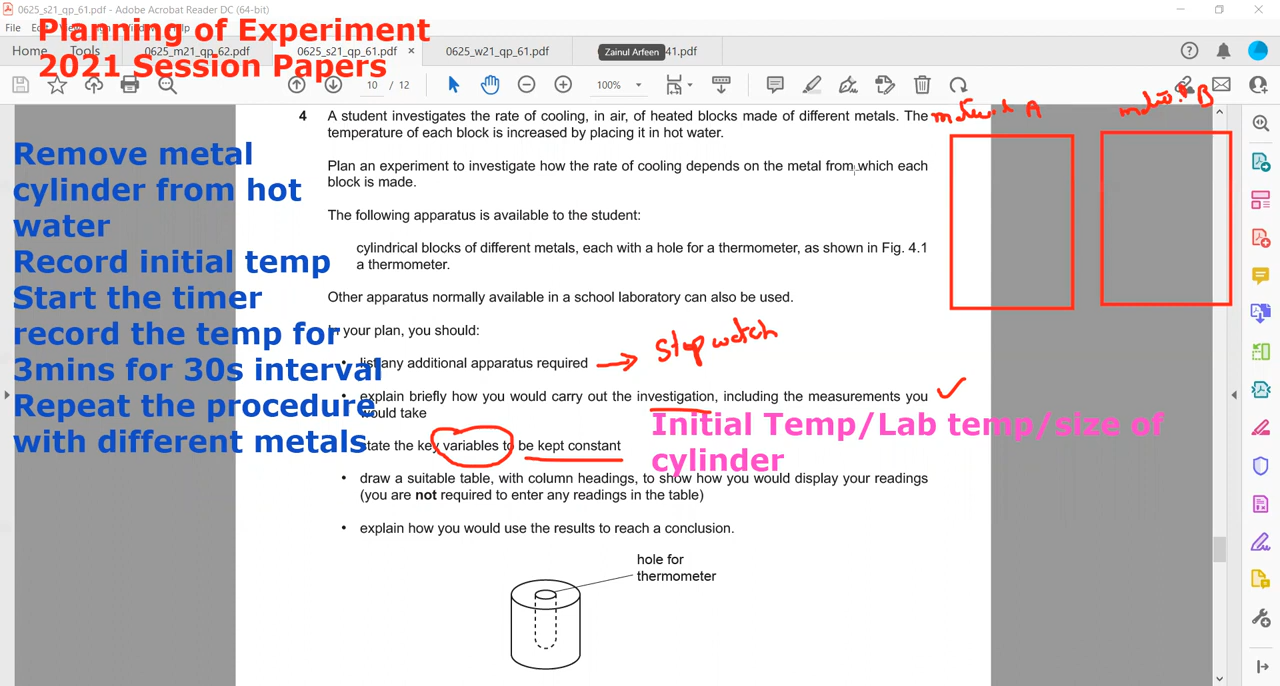 0625_s21_qp_61.pdf - Adobe Acrobat Reader DC (64-bit)
Planning of Experiment
2021 Session Papers
File
Home Tools 0625_m21_qp_62.pdf 0625_s21_qp_61.pdf × 0625_w21_qp_61.pdf Zainul Arfeen 41.pdf
10 / 12 100%
4 A student investigates the rate of cooling, in air, of heated blocks made of different metals. The
temperature of each block is increased by placing it in hot water.
Plan an experiment to investigate how the rate of cooling depends on the metal from which each
block is made.
The following apparatus is available to the student:
cylindrical blocks of different metals, each with a hole for a thermometer, as shown in Fig. 4.1
a thermometer.
Other apparatus normally available in a school laboratory can also be used.
In your plan, you should:
• list any additional apparatus required
Stop watch
• explain briefly how you would carry out the investigation, including the measurements you
would take
state the key variables to be kept constant
• draw a suitable table, with column headings, to show how you would display your readings
(you are not required to enter any readings in the table)
• explain how you would use the results to reach a conclusion.
hole for
thermometer
Remove metal
cylinder from hot
water
Record initial temp
Start the timer
record the temp for
3mins for 30s interval
Repeat the procedure
with different metals
Initial Temp/Lab temp/size of
cylinder
A
B